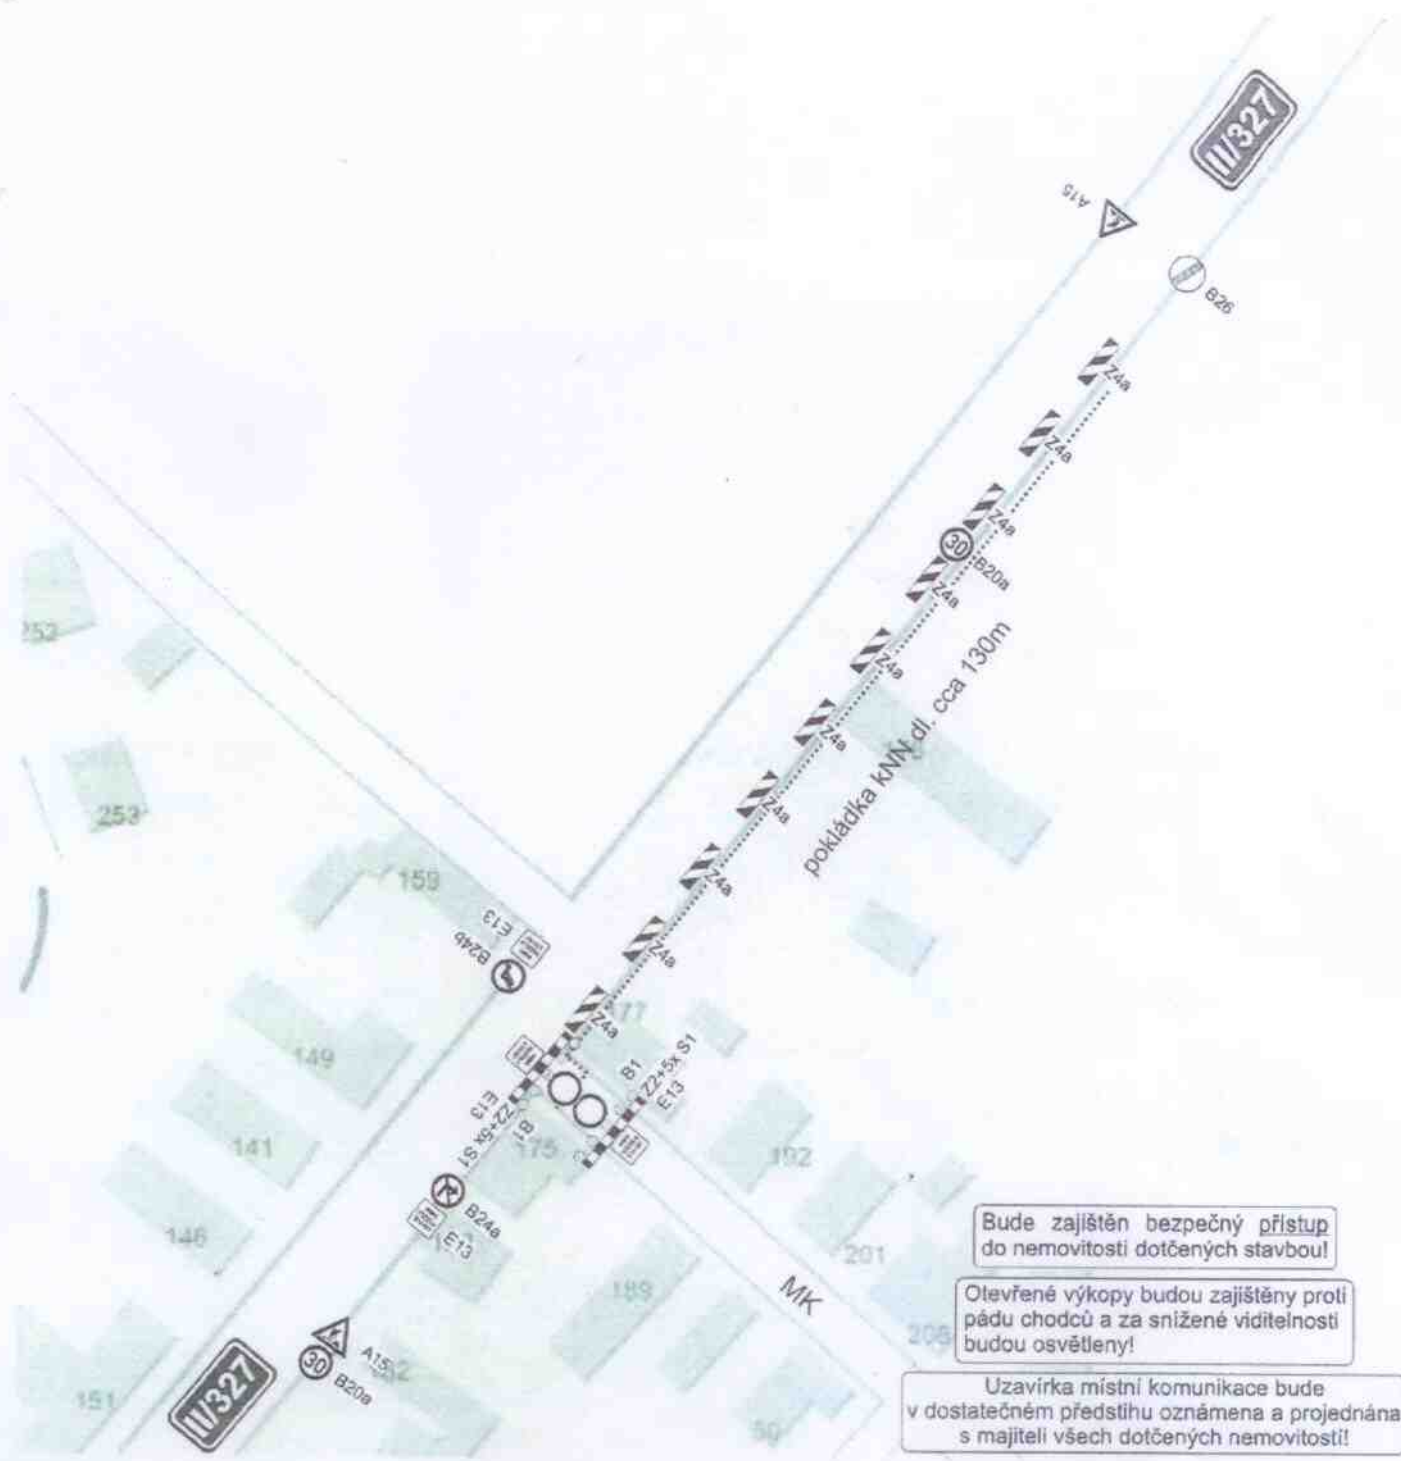 II/327
A15
B26
Z4a
Z4a
Z4a
30
B20a
Z4a
Z4a
Z4a
Z4a
Z4a
Z4a
Z4a
pokládka kNN dl. cca 130m
252
253
159
E13
B24b
149
177
B1
Z2+5x S1
E13
E13
Z2+5x S1
B1
141
175
192
146
B24a
E13
201
189
MK
208
A15
30
B20a
II/327
151
50
Bude zajištěn bezpečný přístup
do nemovitosti dotčených stavbou!
Otevřené výkopy budou zajištěny proti
pádu chodců a za snížené viditelnosti
budou osvětleny!
Uzavírka místní komunikace bude
v dostatečném předstihu oznámena a projednána
s majiteli všech dotčených nemovitostí!